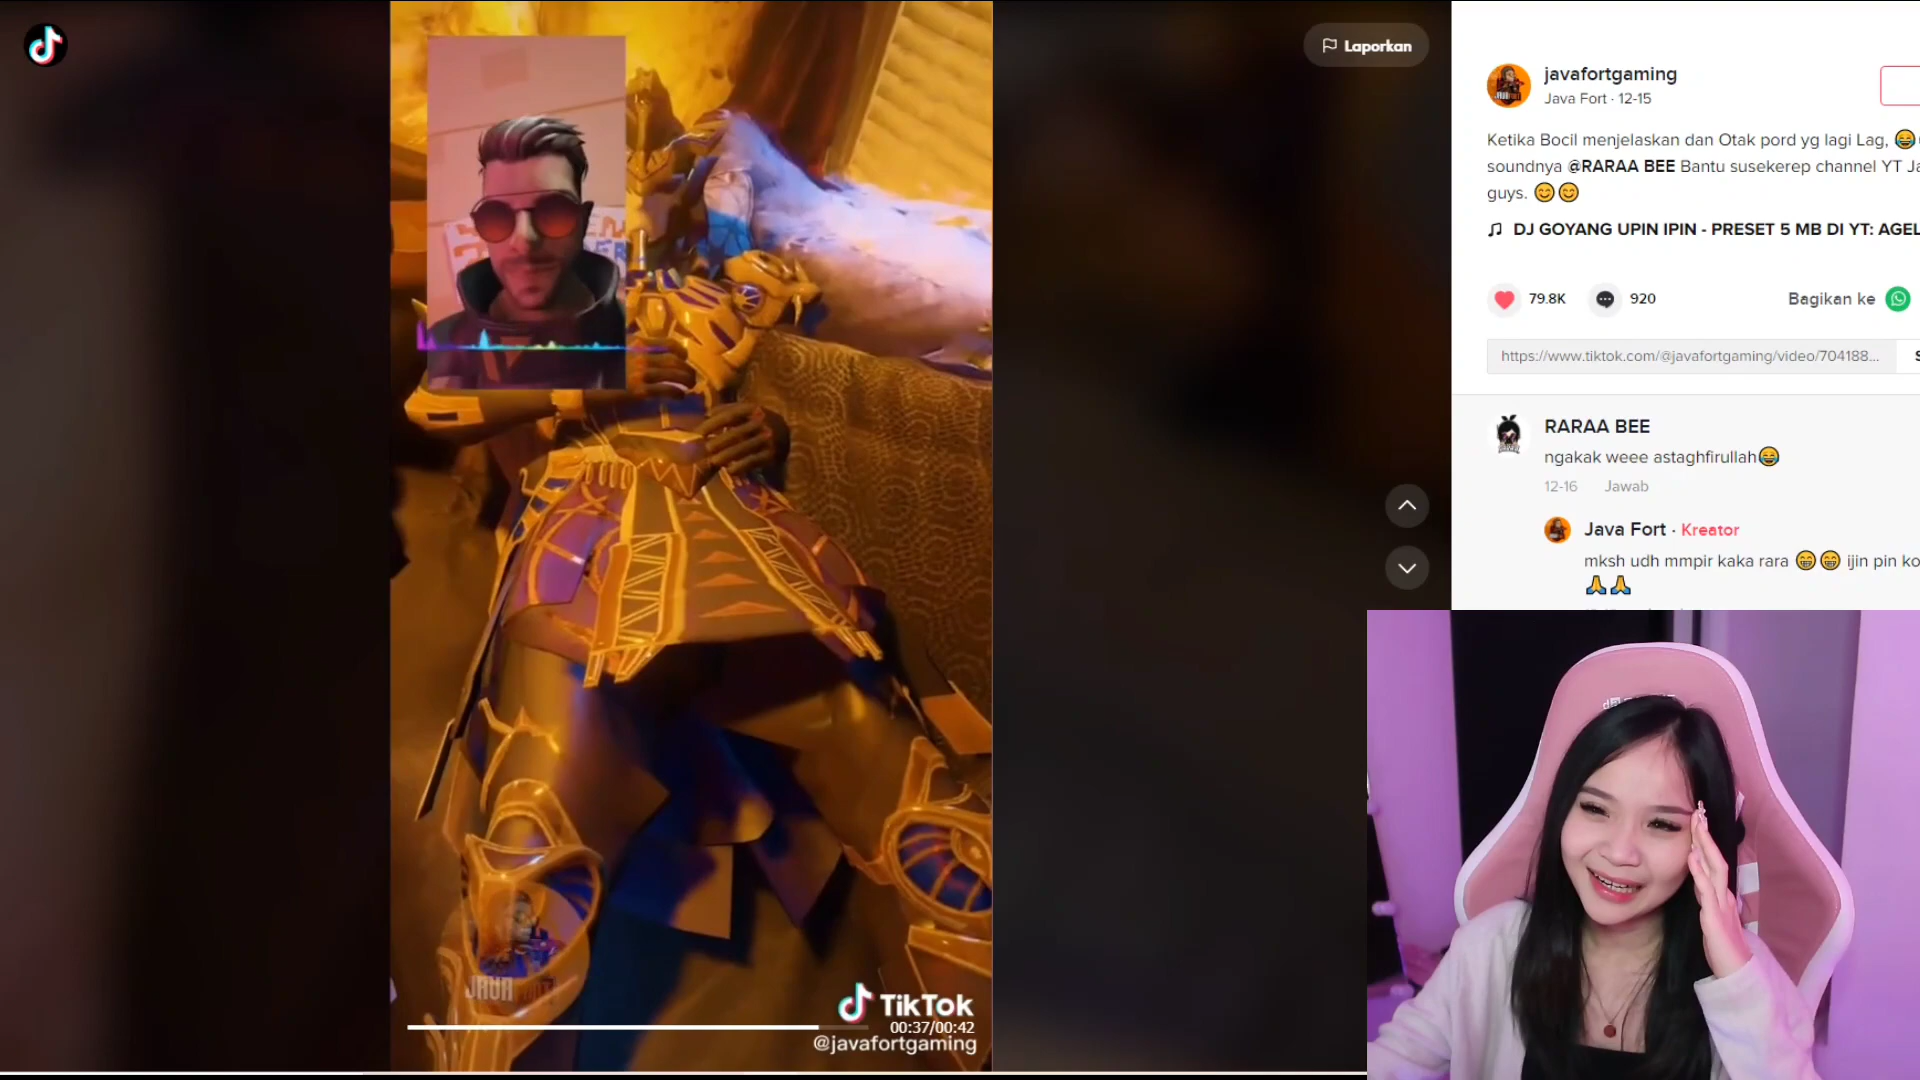 Laporkan
javafortgaming
Java Fort · 12-15
Ketika Bocil menjelaskan dan Otak pord yg lagi Lag, 😂
soundnya @RARAA BEE Bantu susekerep channel YT
guys. 😊😊
♫ DJ GOYANG UPIN IPIN - PRESET 5 MB DI YT:
79.8K
920
Bagikan ke
https://www.tiktok.com/@javafortgaming/video/704188...
RARAA BEE
ngakak weee astaghfirullah😂
12-16 Jawab
Java Fort · Kreator
mksh udh mmpir kaka rara 😁😁 ijin pin
🙏🙏
JAVA
TikTok
00:37/00:42
@javafortgaming